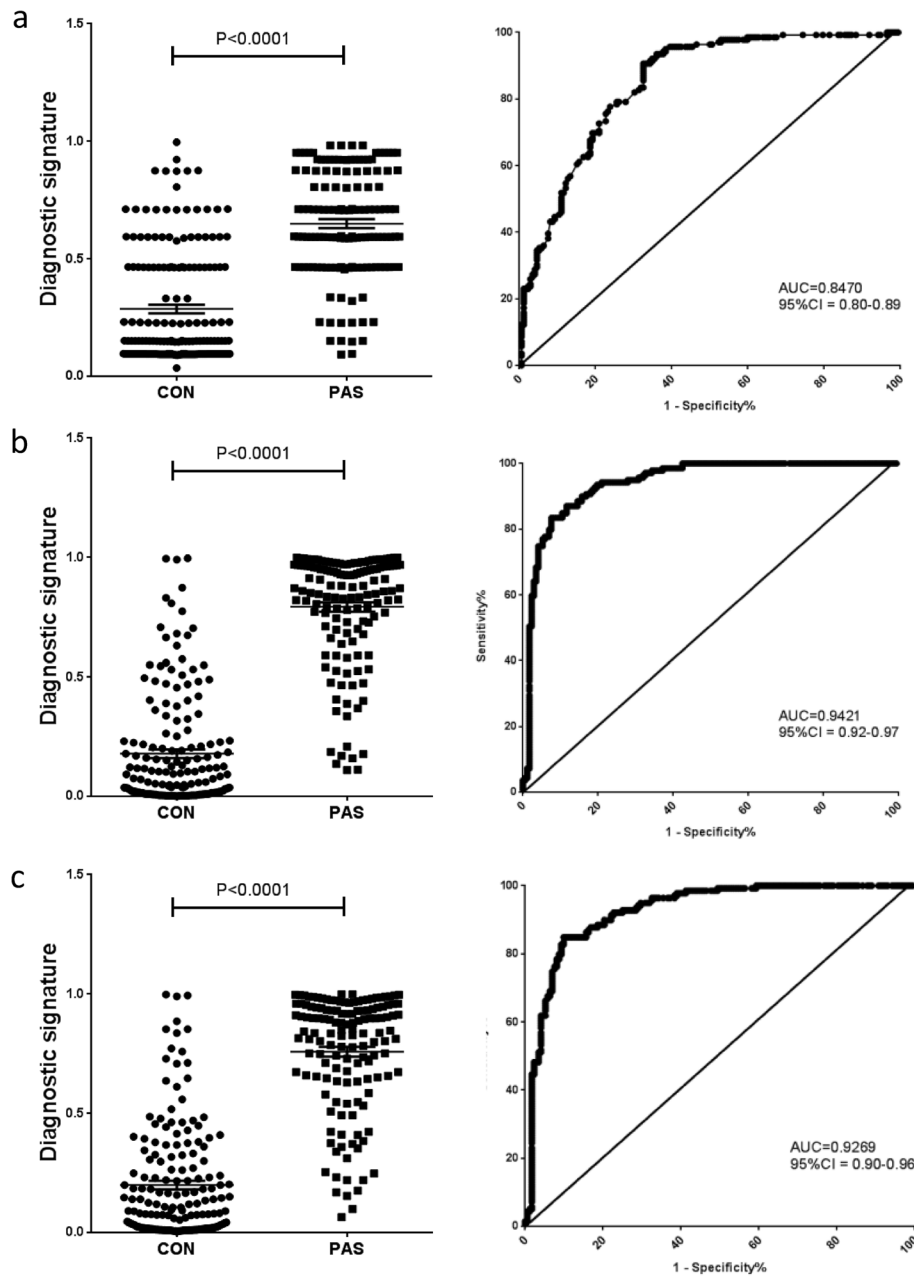 a
P<0.0001
Diagnostic signature
1.5
1.0
0.5
0.0
CON PAS
100
80
60
40
20
0
0 20 40 60 80 100
1 - Specificity%
AUC=0.8470
95%CI = 0.80-0.89
b
P<0.0001
Diagnostic signature
1.5
1.0
0.5
0.0
CON PAS
Sensitivity%
100
80
60
40
20
0
0 20 40 60 80 100
1 - Specificity%
AUC=0.9421
95%CI = 0.92-0.97
c
P<0.0001
Diagnostic signature
1.5
1.0
0.5
0.0
CON PAS
100
80
60
40
20
0
0 20 40 60 80 100
1 - Specificity%
AUC=0.9269
95%CI = 0.90-0.96